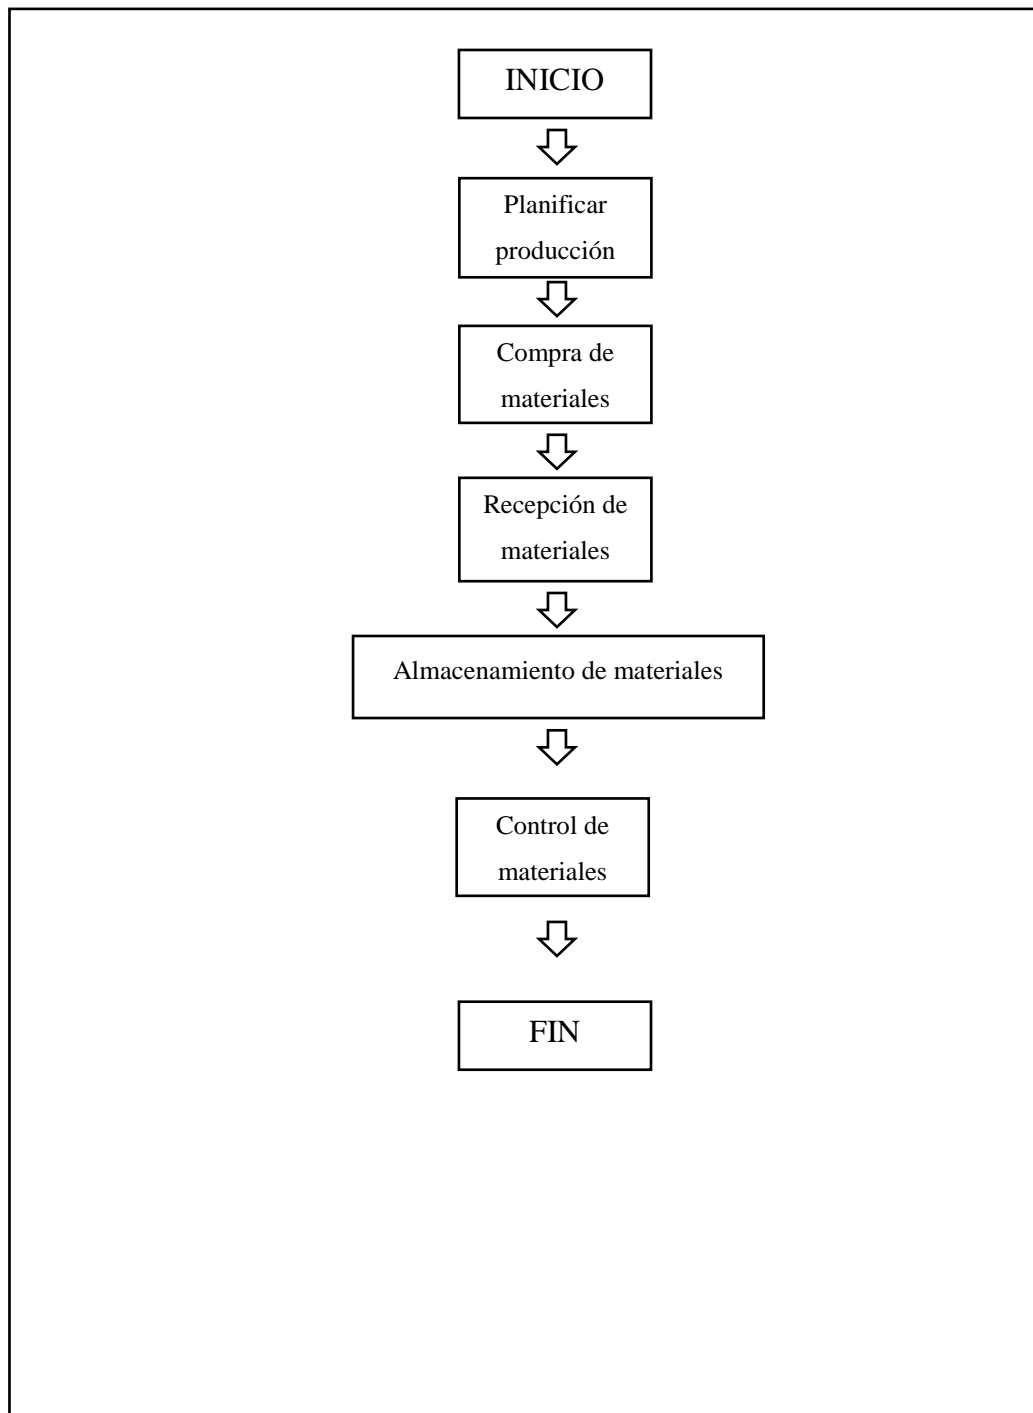 INICIO
Planificar
producción
Compra de
materiales
Recepción de
materiales
Almacenamiento de materiales
Control de
materiales
FIN